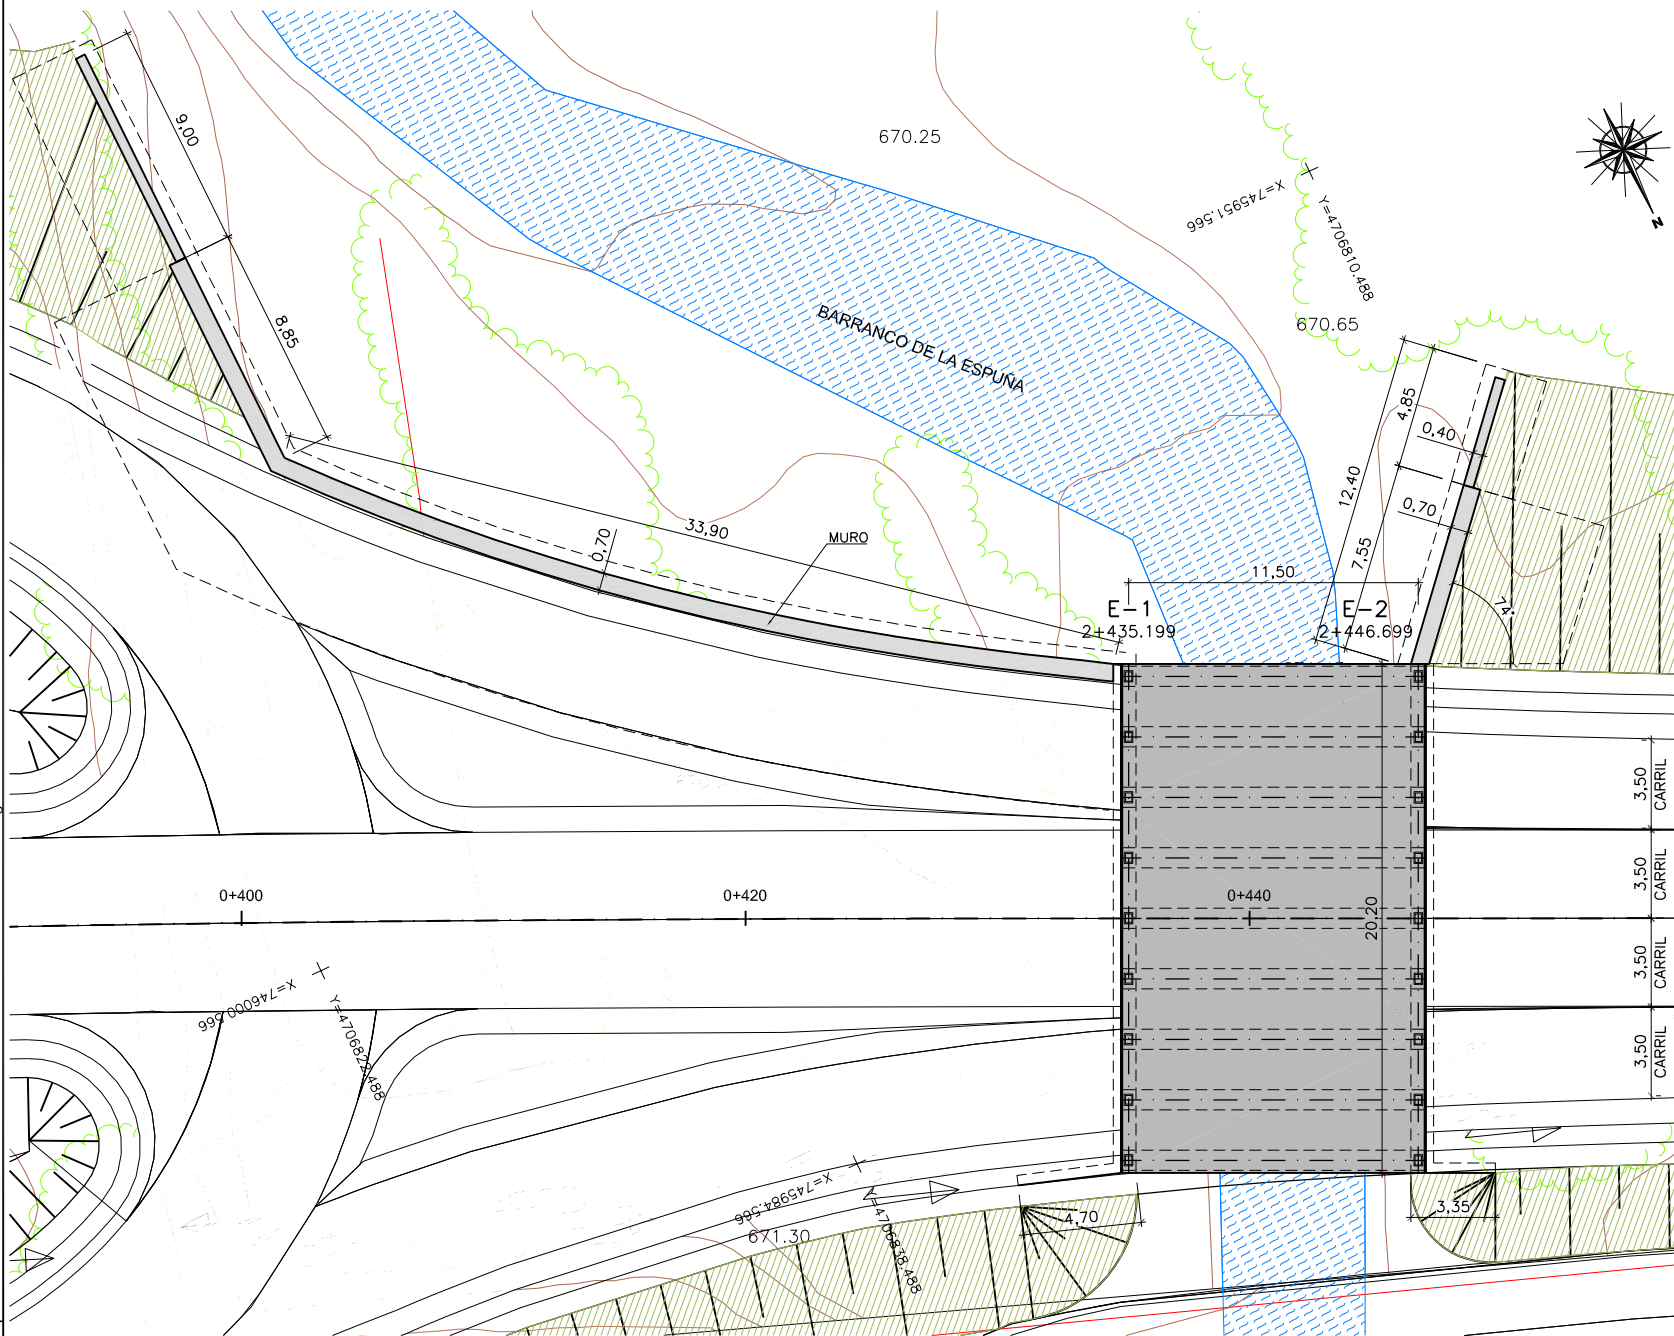 9,00
670.25
X=745951.566
Y=4706810.488
N
8,85
BARRANCO DE LA ESPUÑA
670.65
4,85
0,40
12,40
0,70
7,55
33,90
0,70
MURO
11,50
74°
E-1
2+435.199
E-2
2+446.699
3,50
CARRIL
3,50
CARRIL
0+400
0+420
0+440
20,20
3,50
CARRIL
X=746000.566
Y=4706822.488
3,50
CARRIL
X=745984.566
Y=4706838.488
671.30
4,70
3,35